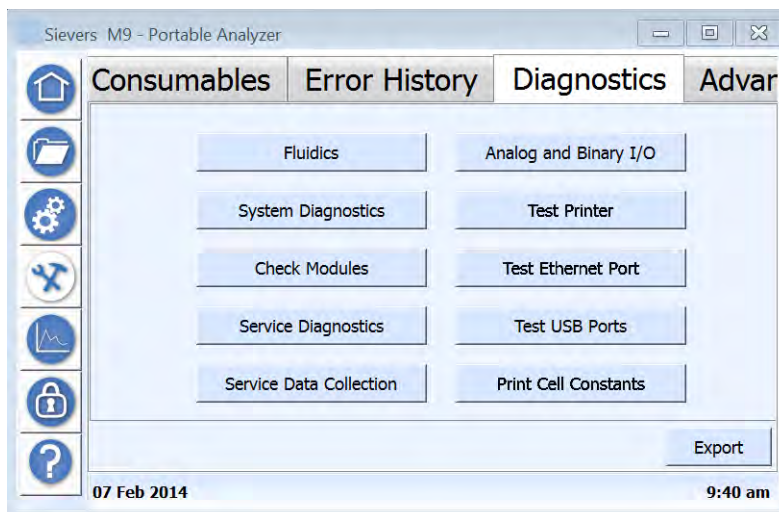 Sievers M9 - Portable Analyzer
Consumables Error History Diagnostics Advar
Fluidics Analog and Binary I/O
System Diagnostics Test Printer
Check Modules Test Ethernet Port
Service Diagnostics Test USB Ports
Service Data Collection Print Cell Constants
Export
07 Feb 2014 9:40 am